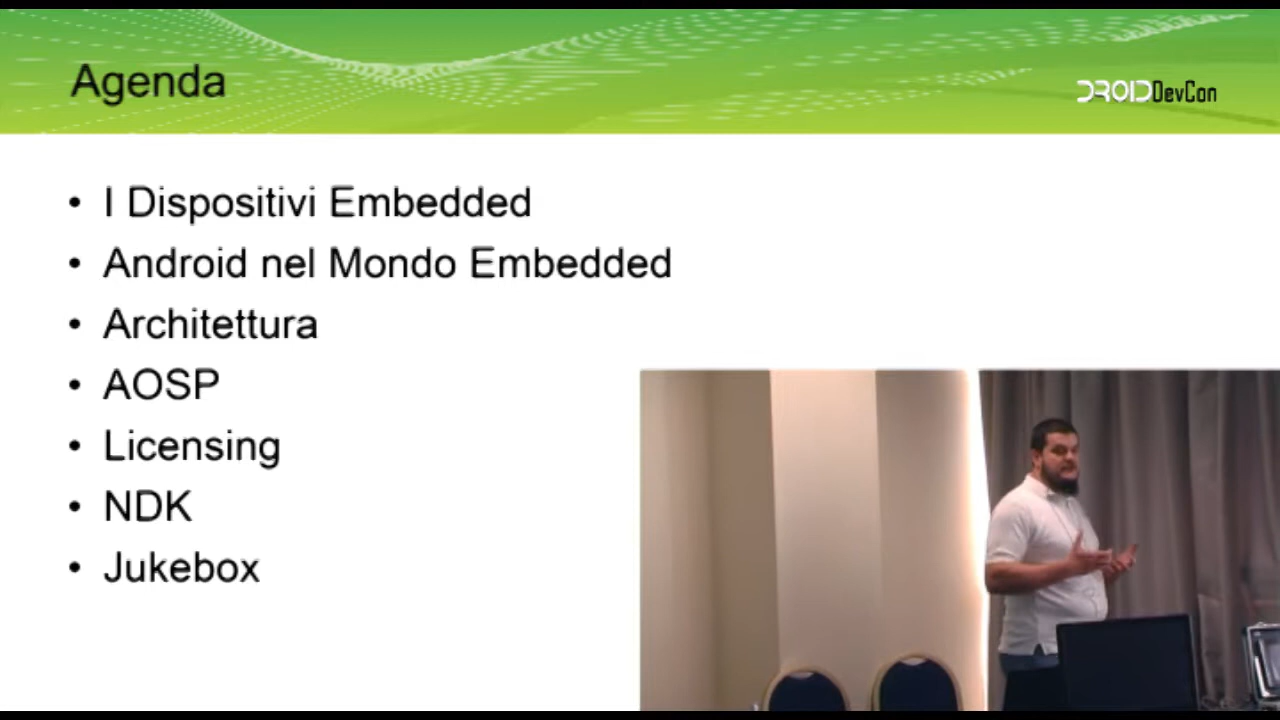 Agenda
DROIDDevCon
• I Dispositivi Embedded
• Android nel Mondo Embedded
• Architettura
• AOSP
• Licensing
• NDK
• Jukebox